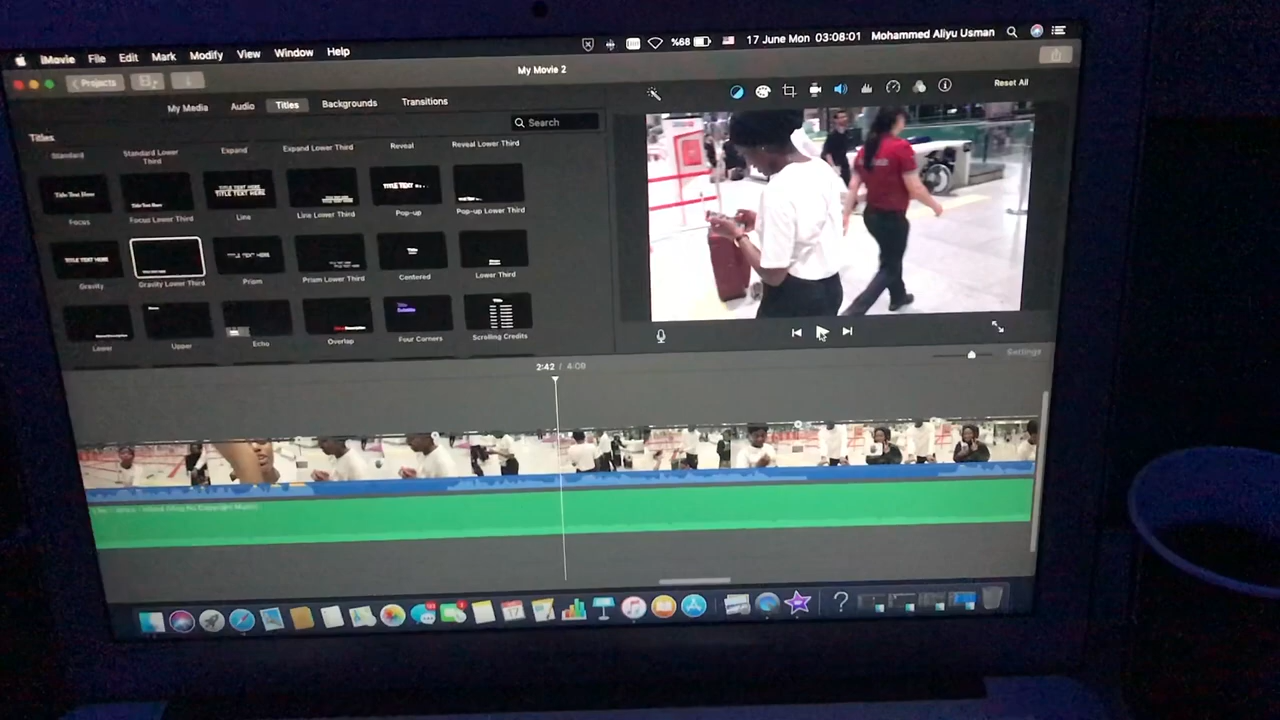 iMovie File Edit Mark Modify View Window Help %68 17 June Mon 03:08:01 Mohammed Aliyu Usman
Projects My Movie 2
My Media Audio Titles Backgrounds Transitions Reset All
Search
Titles
Standard Standard Lower Third Expand Expand Lower Third Reveal Reveal Lower Third
Focus Focus Lower Third Line Line Lower Third Pop-up Pop-up Lower Third
Gravity Gravity Lower Third Prism Prism Lower Third Centered Lower Third
Lower Upper Echo Overlap Four Corners Scrolling Credits
2:42 / 4:09 Settings
17